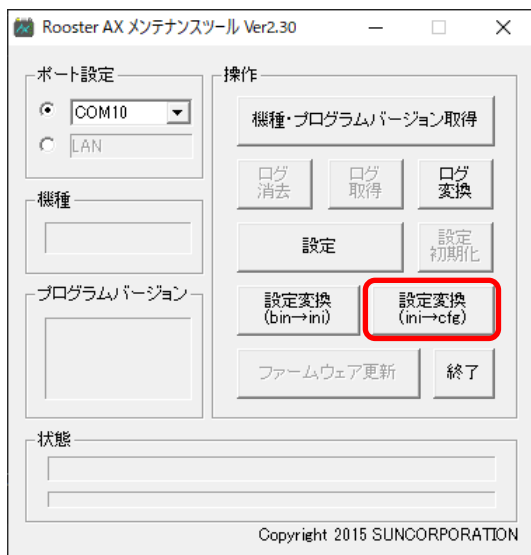 Rooster AX メンテナンスツール Ver2.30
ポート設定
COM10
LAN
機種
プログラムバージョン
操作
機種・プログラムバージョン取得
ログ
消去
ログ
取得
ログ
変換
設定
設定
初期化
設定変換
(bin→ini)
設定変換
(ini→cfg)
ファームウェア更新
終了
状態
Copyright 2015 SUNCORPORATION